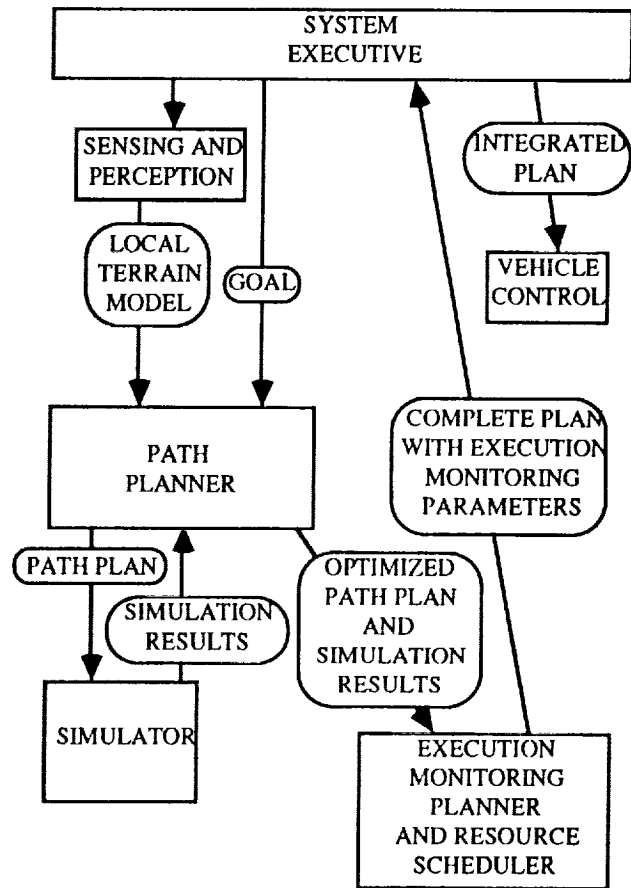 SYSTEM
EXECUTIVE
SENSING AND
PERCEPTION
INTEGRATED
PLAN
LOCAL
TERRAIN
MODEL
GOAL
VEHICLE
CONTROL
PATH
PLANNER
COMPLETE PLAN
WITH EXECUTION
MONITORING
PARAMETERS
PATH PLAN
SIMULATION
RESULTS
OPTIMIZED
PATH PLAN
AND
SIMULATION
RESULTS
SIMULATOR
EXECUTION
MONITORING
PLANNER
AND RESOURCE
SCHEDULER